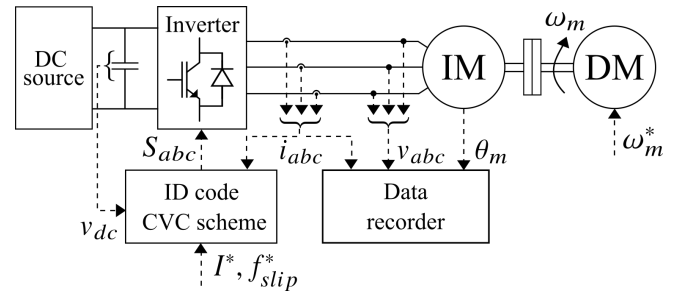 DC
source
Inverter
IM
ω_m
DM
S_abc
i_abc
v_abc
θ_m
ω_m^*
v_dc
ID code
CVC scheme
Data
recorder
I^*, f_slip^*